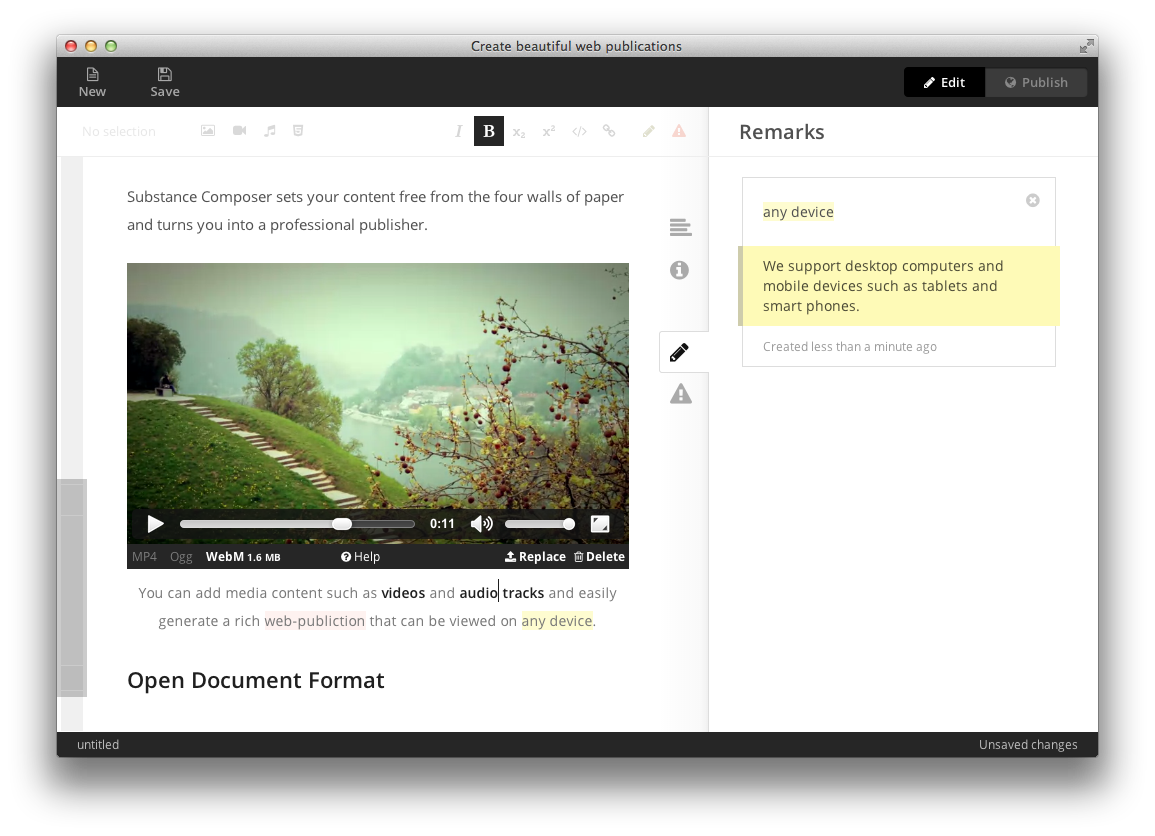 Create beautiful web publications
New
Save
Edit
Publish
No selection
I
B
x₂
x²
</>
Remarks
Substance Composer sets your content free from the four walls of paper
and turns you into a professional publisher.
any device
We support desktop computers and
mobile devices such as tablets and
smart phones.
Created less than a minute ago
0:11
MP4 Ogg WebM 1.6 MB Help Replace Delete
You can add media content such as videos and audio tracks and easily
generate a rich web-publiction that can be viewed on any device.
Open Document Format
untitled
Unsaved changes